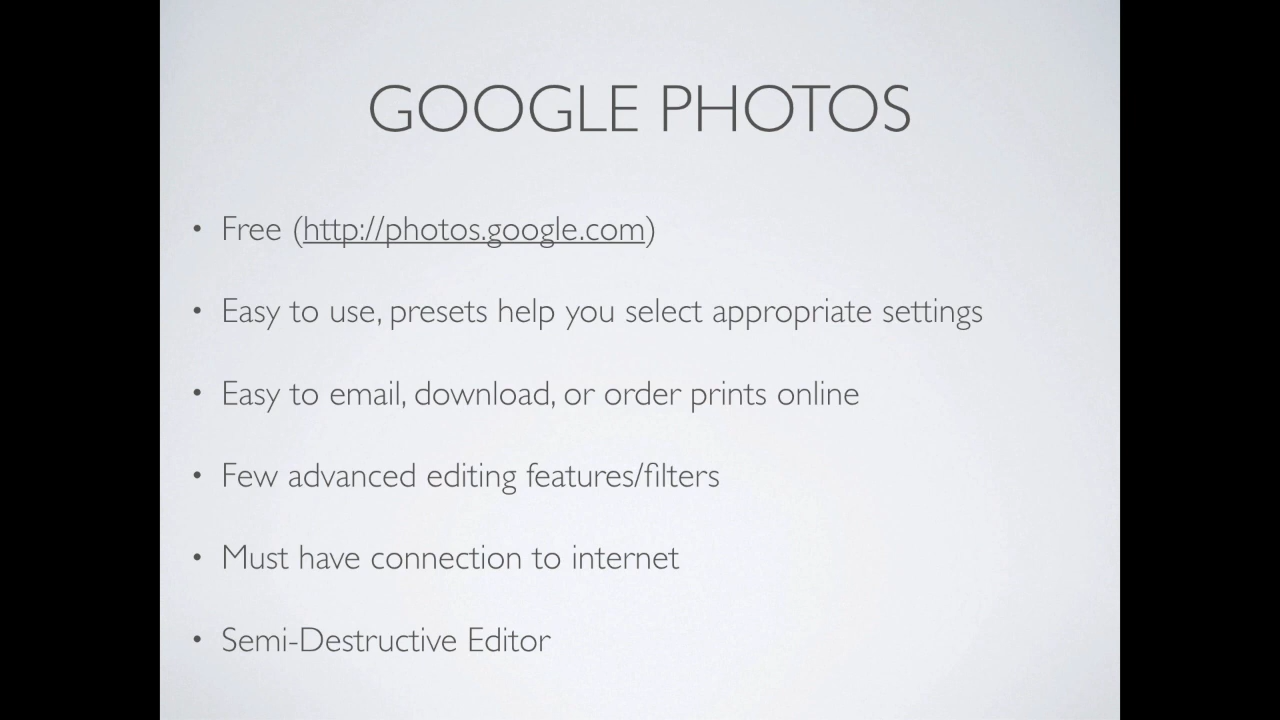 GOOGLE PHOTOS
• Free (http://photos.google.com)
• Easy to use, presets help you select appropriate settings
• Easy to email, download, or order prints online
• Few advanced editing features/filters
• Must have connection to internet
• Semi-Destructive Editor